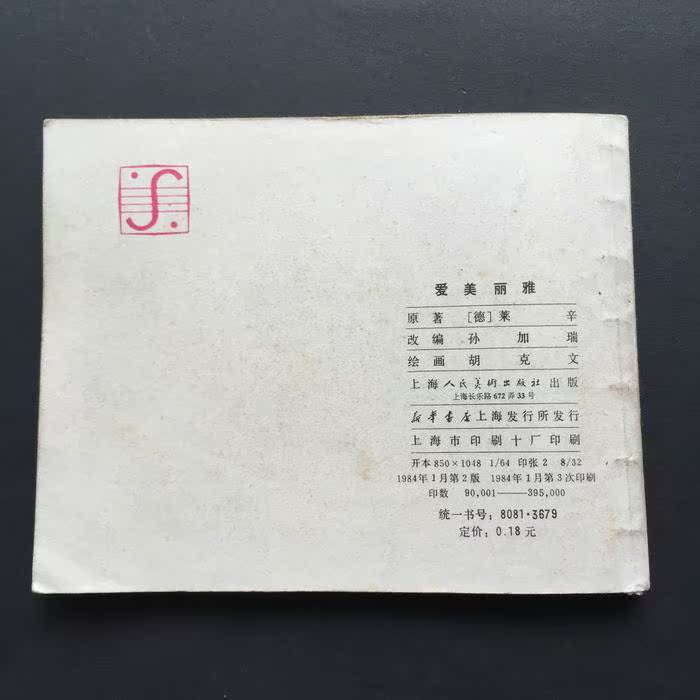 爱美丽雅
原著 [德]莱辛
改编 孙加瑞
绘画 胡克文
上海人民美術出版社 出版
上海长乐路672弄33号
新华书店上海发行所发行
上海市印刷十厂印刷
开本850×1048 1/64 印张2 8/32
1984年1月第2版 1984年1月第3次印刷
印数 90,001——395,000
统一书号：8081·3679
定价：0.18元